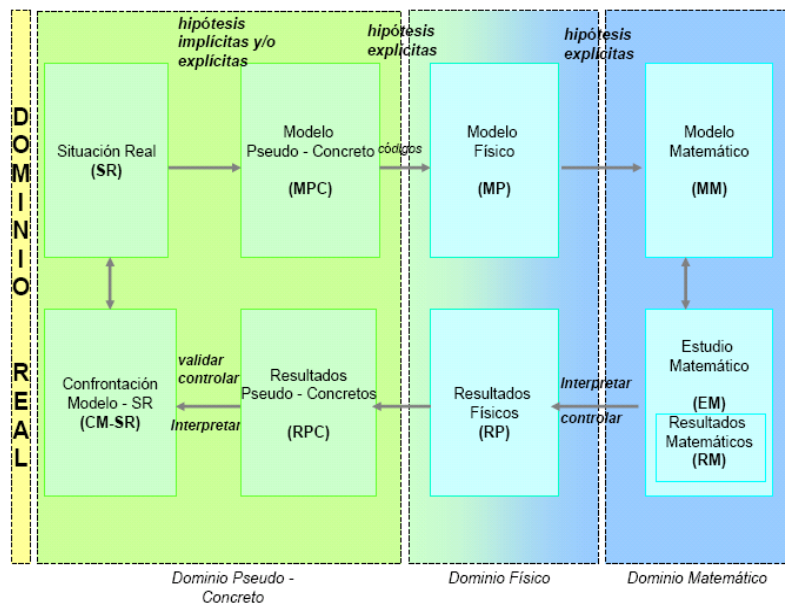 hipótesis
implícitas y/o
explícitas
hipótesis
explícitas
hipótesis
explícitas
DOMINIO
REAL
Situación Real
(SR)
Modelo
Pseudo - Concreto
(MPC)
códigos
Modelo
Físico
(MP)
Modelo
Matemático
(MM)
Confrontación
Modelo - SR
(CM-SR)
validar
controlar
Interpretar
Resultados
Pseudo - Concretos
(RPC)
Resultados
Físicos
(RP)
Interpretar
controlar
Estudio
Matemático
(EM)
Resultados
Matemáticos
(RM)
Dominio Pseudo -
Concreto
Dominio Físico
Dominio Matemático